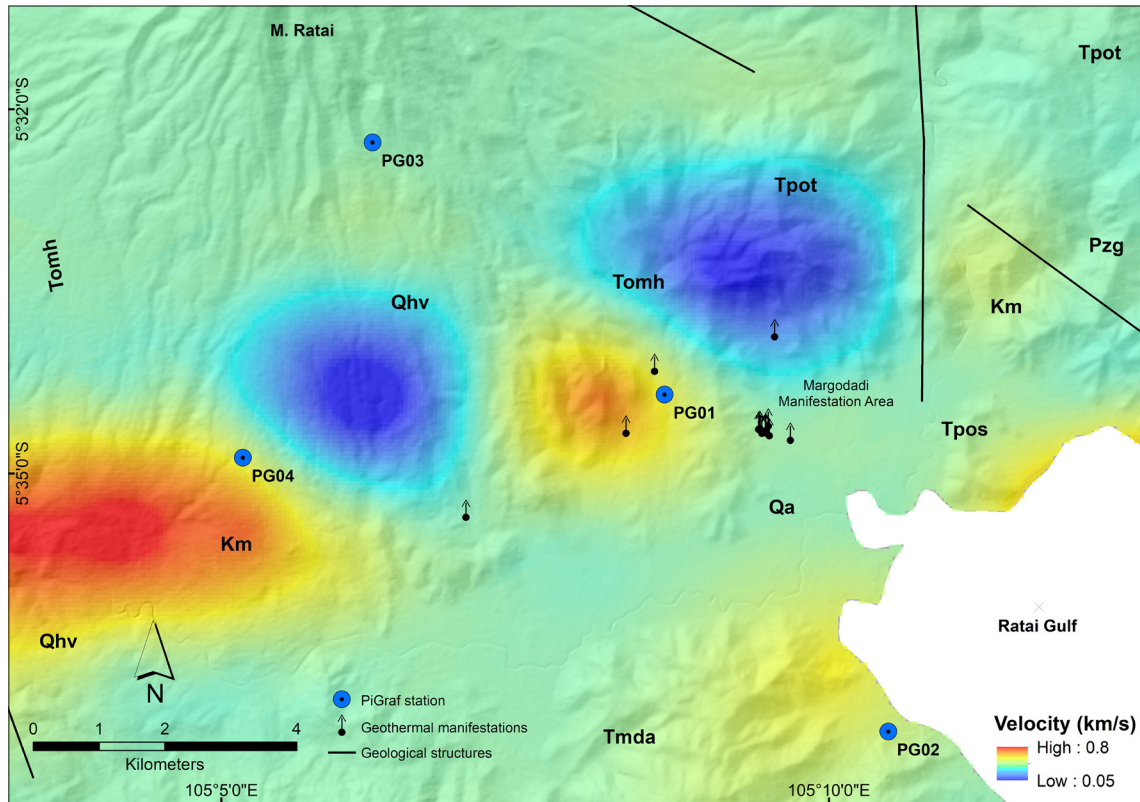 M. Ratai
Tpot
5°32'0"S
PG03
Tpot
Tomh
Pzg
Tomh
Qhv
Km
Margodadi
Manifestation Area
PG01
Tpos
5°35'0"S
PG04
Qa
Km
Ratai Gulf
Qhv
N
PiGraf station
Geothermal manifestations
Geological structures
0 1 2 4
Kilometers
Tmda
PG02
Velocity (km/s)
High : 0.8
Low : 0.05
105°5'0"E
105°10'0"E